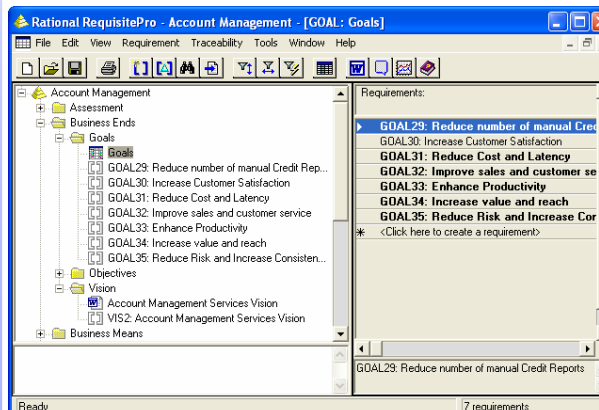 Rational RequisitePro - Account Management - [GOAL: Goals]
File Edit View Requirement Traceability Tools Window Help
Account Management
Assessment
Business Ends
Goals
Goals
GOAL29: Reduce number of manual Credit Rep...
GOAL30: Increase Customer Satisfaction
GOAL31: Reduce Cost and Latency
GOAL32: Improve sales and customer service
GOAL33: Enhance Productivity
GOAL34: Increase value and reach
GOAL35: Reduce Risk and Increase Consisten...
Objectives
Vision
Account Management Services Vision
VIS2: Account Management Services Vision
Business Means
Requirements:
GOAL29: Reduce number of manual Cred
GOAL30: Increase Customer Satisfaction
GOAL31: Reduce Cost and Latency
GOAL32: Improve sales and customer se
GOAL33: Enhance Productivity
GOAL34: Increase value and reach
GOAL35: Reduce Risk and Increase Con
<Click here to create a requirement>
GOAL29: Reduce number of manual Credit Reports
Ready
7 requirements